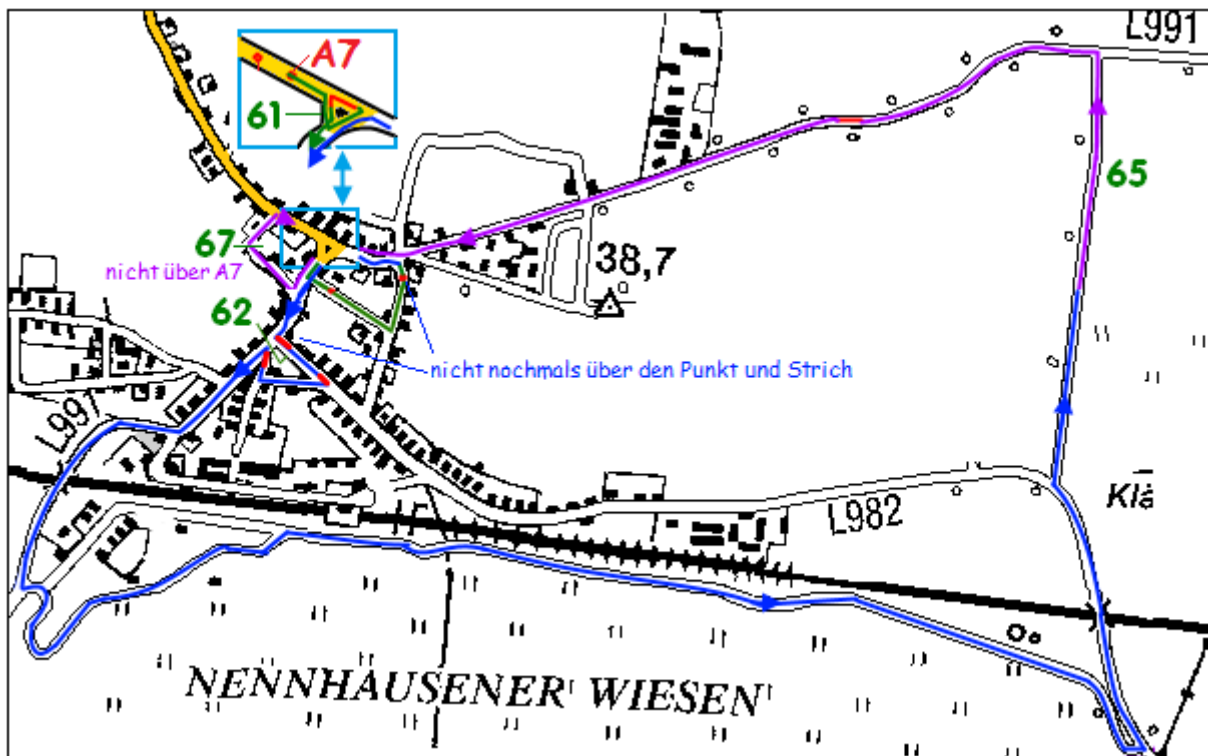 L991
A7
61
65
38,7
67
nicht über A7
62
nicht nochmals über den Punkt und Strich
L991
Klä
L982
NENNHAUSENER WIESEN